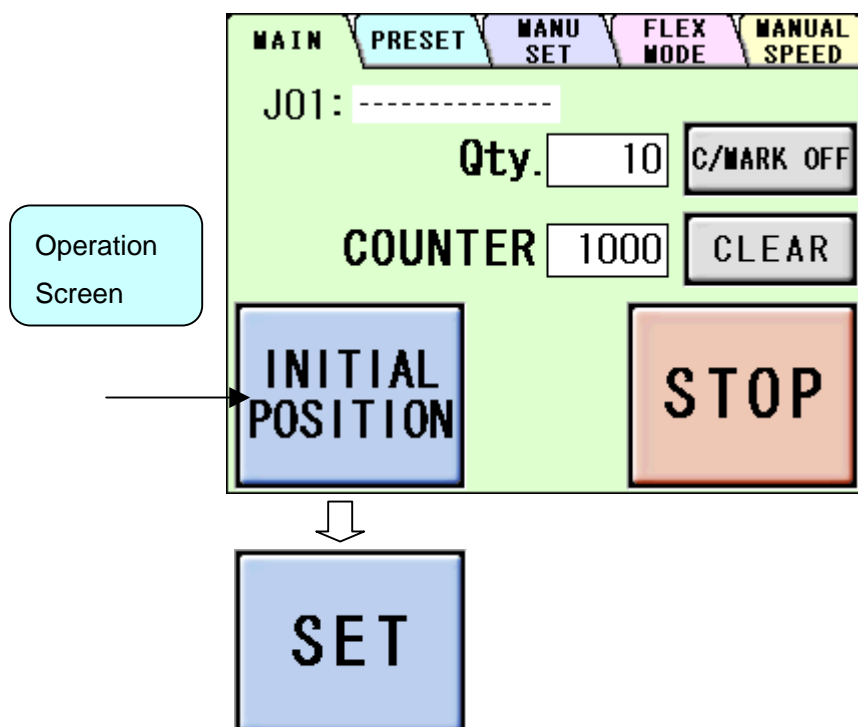 MAIN PRESET MANU SET FLEX MODE MANUAL SPEED
J01: --------------
Qty. 10 C/MARK OFF
COUNTER 1000 CLEAR
Operation
Screen
INITIAL
POSITION
STOP
SET